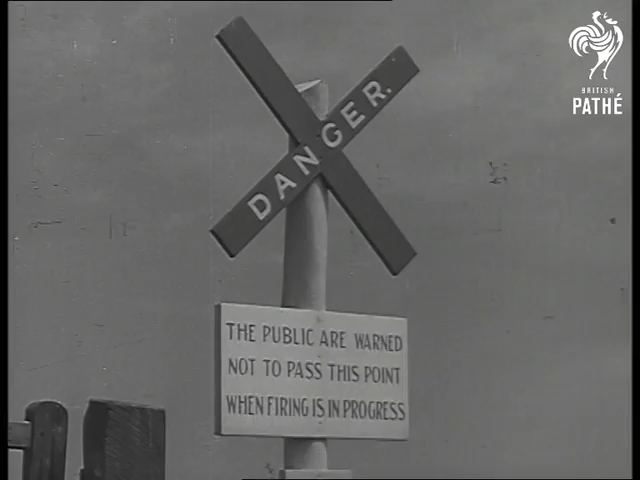 BRITISH
PATHÉ
DANGER.
THE PUBLIC ARE WARNED
NOT TO PASS THIS POINT
WHEN FIRING IS IN PROGRESS